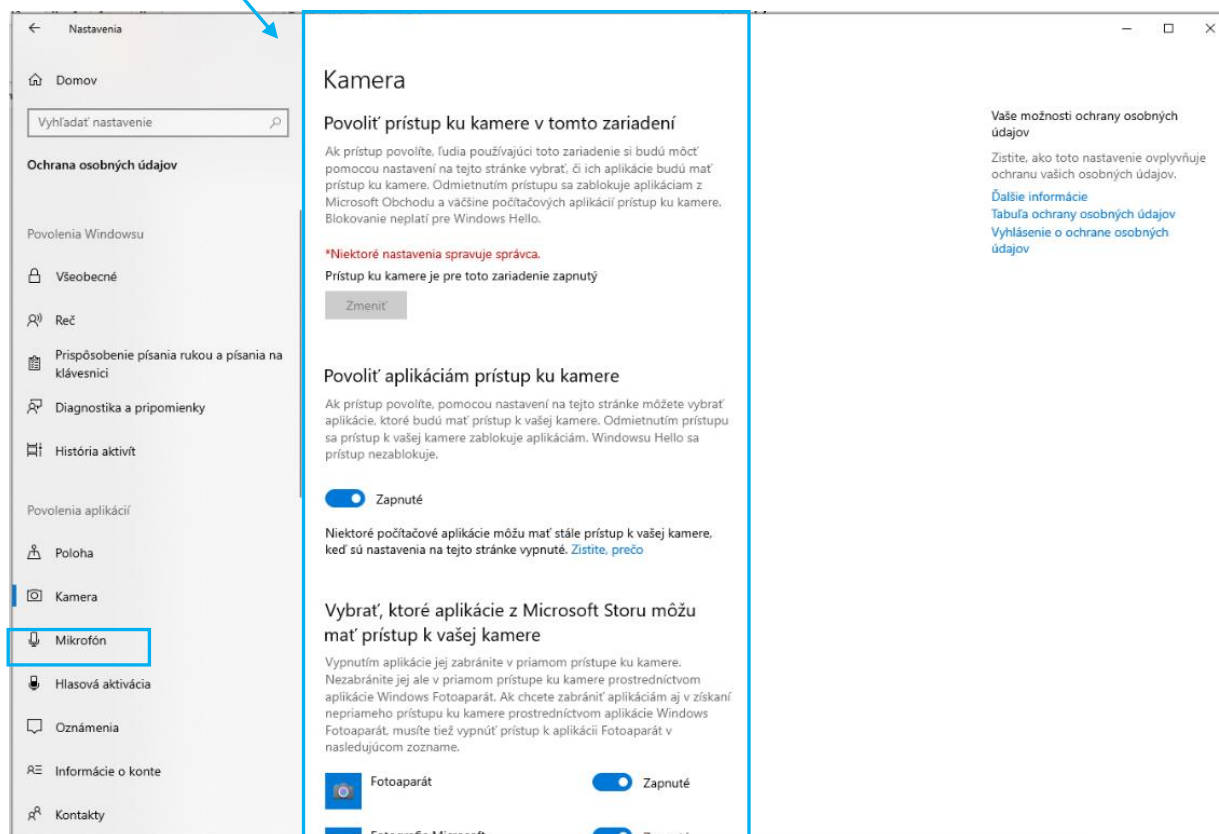 Nastavenia
Domov
Vyhľadať nastavenie
Ochrana osobných údajov
Povolenia Windowsu
Všeobecné
Reč
Prispôsobenie písania rukou a písania na
klávesnici
Diagnostika a pripomienky
História aktivít
Povolenia aplikácií
Poloha
Kamera
Mikrofón
Hlasová aktivácia
Oznámenia
Informácie o konte
Kontakty
Kamera
Povoliť prístup ku kamere v tomto zariadení
Ak prístup povolíte, ľudia používajúci toto zariadenie si budú môcť
pomocou nastavení na tejto stránke vybrať, či ich aplikácie budú mať
prístup ku kamere. Odmietnutím prístupu sa zablokuje aplikáciam z
Microsoft Obchodu a väčšine počítačových aplikácií prístup ku kamere.
Blokovanie neplatí pre Windows Hello.
*Niektoré nastavenia spravuje správca.
Prístup ku kamere je pre toto zariadenie zapnutý
Zmeniť
Povoliť aplikáciám prístup ku kamere
Ak prístup povolíte, pomocou nastavení na tejto stránke môžete vybrať
aplikácie, ktoré budú mať prístup k vašej kamere. Odmietnutím prístupu
sa prístup k vašej kamere zablokuje aplikáciám. Windowsu Hello sa
prístup nezablokuje.
Zapnuté
Niektoré počítačové aplikácie môžu mať stále prístup k vašej kamere,
keď sú nastavenia na tejto stránke vypnuté. Zistite, prečo
Vybrať, ktoré aplikácie z Microsoft Storu môžu
mať prístup k vašej kamere
Vypnutím aplikácie jej zabránite v priamom prístupe ku kamere.
Nezabránite jej ale v priamom prístupe ku kamere prostredníctvom
aplikácie Windows Fotoaparát. Ak chcete zabrániť aplikáciám aj v získaní
nepriameho prístupu ku kamere prostredníctvom aplikácie Windows
Fotoaparát, musíte tiež vypnúť prístup k aplikácii Fotoaparát v
nasledujúcom zozname.
Fotoaparát Zapnuté
Vaše možnosti ochrany osobných
údajov
Zistite, ako toto nastavenie ovplyvňuje
ochranu vašich osobných údajov.
Ďalšie informácie
Tabuľa ochrany osobných údajov
Vyhlásenie o ochrane osobných
údajov